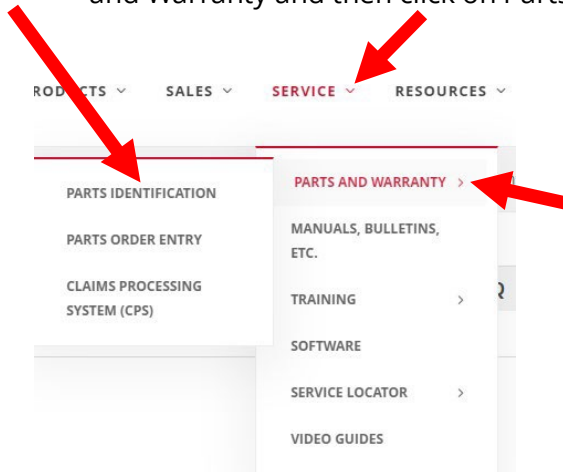 and Warranty and then click on Parts
PRODUCTS SALES SERVICE RESOURCES
PARTS IDENTIFICATION
PARTS ORDER ENTRY
CLAIMS PROCESSING
SYSTEM (CPS)
PARTS AND WARRANTY
MANUALS, BULLETINS,
ETC.
TRAINING
SOFTWARE
SERVICE LOCATOR
VIDEO GUIDES